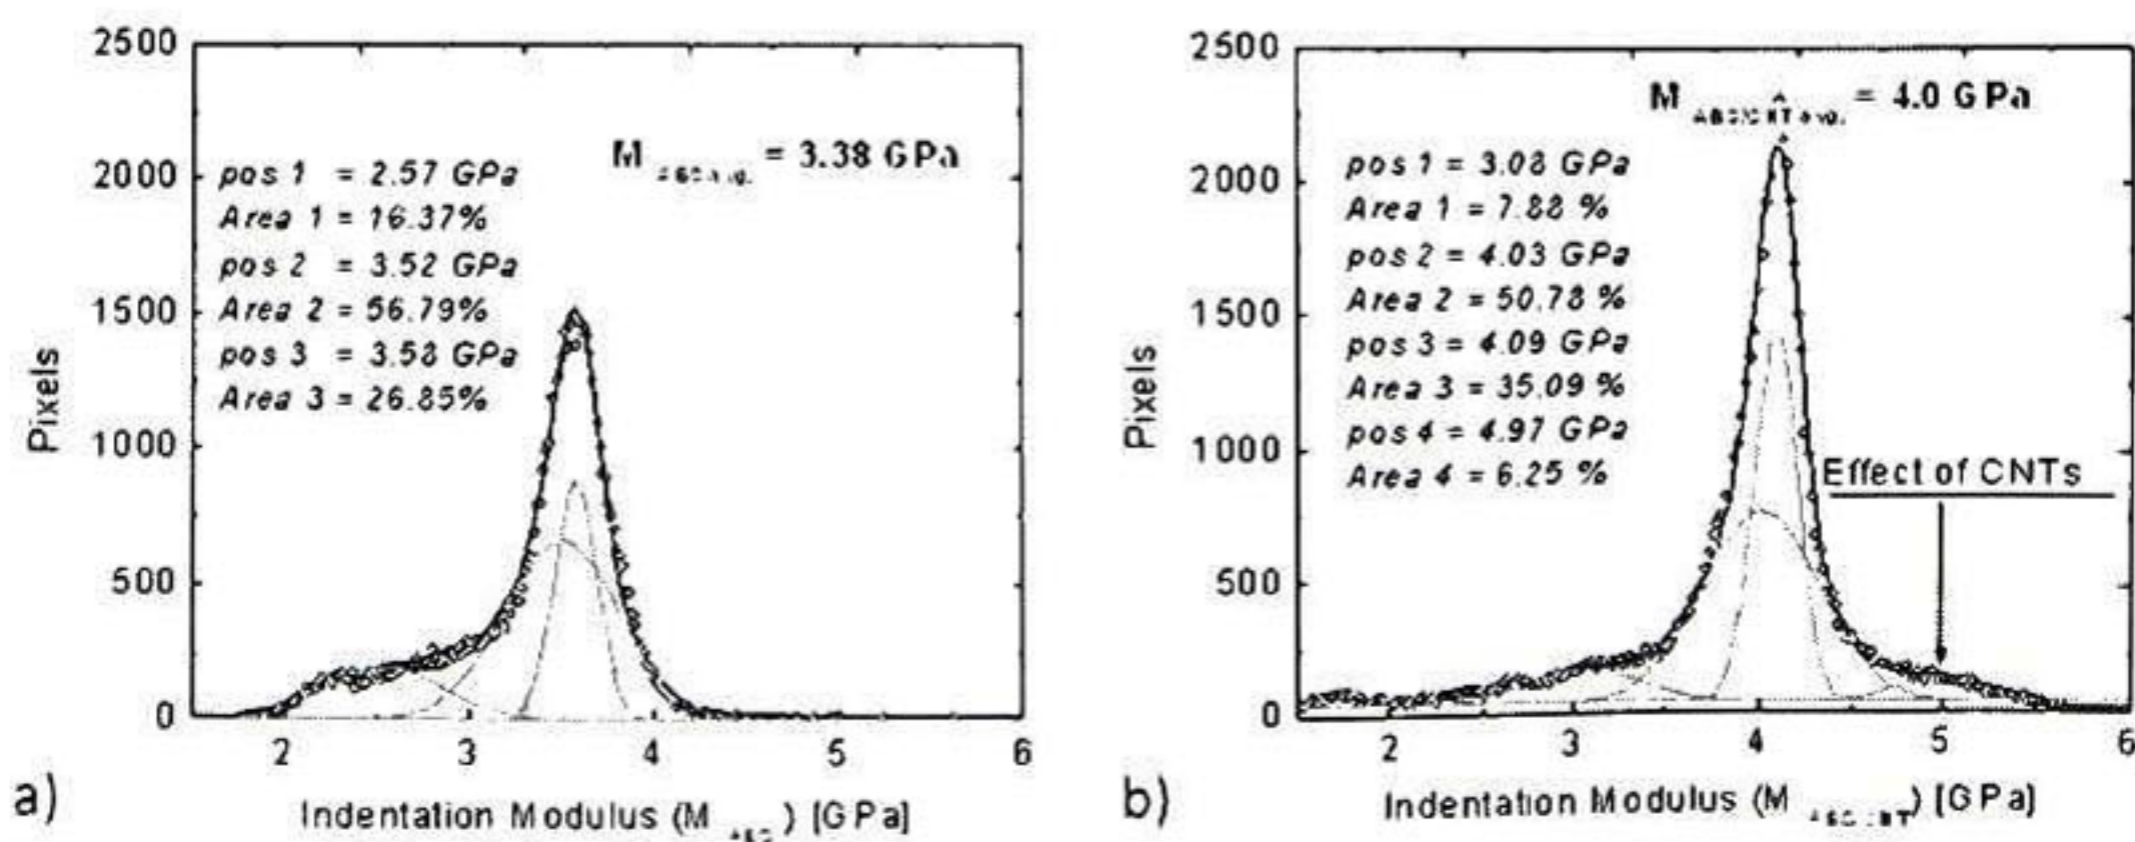 2500
2000
1500
1000
500
0
Pixels
pos 1 = 2.57 GPa
Area 1 = 16.37%
pos 2 = 3.52 GPa
Area 2 = 56.79%
pos 3 = 3.58 GPa
Area 3 = 26.85%
M = 3.38 GPa
2 3 4 5 6
a)
Indentation Modulus (M ) [GPa]
2500
2000
1500
1000
500
0
Pixels
M = 4.0 GPa
pos 1 = 3.08 GPa
Area 1 = 7.88 %
pos 2 = 4.03 GPa
Area 2 = 50.78 %
pos 3 = 4.09 GPa
Area 3 = 35.09 %
pos 4 = 4.97 GPa
Area 4 = 6.25 %
Effect of CNTs
2 3 4 5 6
b)
Indentation Modulus (M ) [GPa]